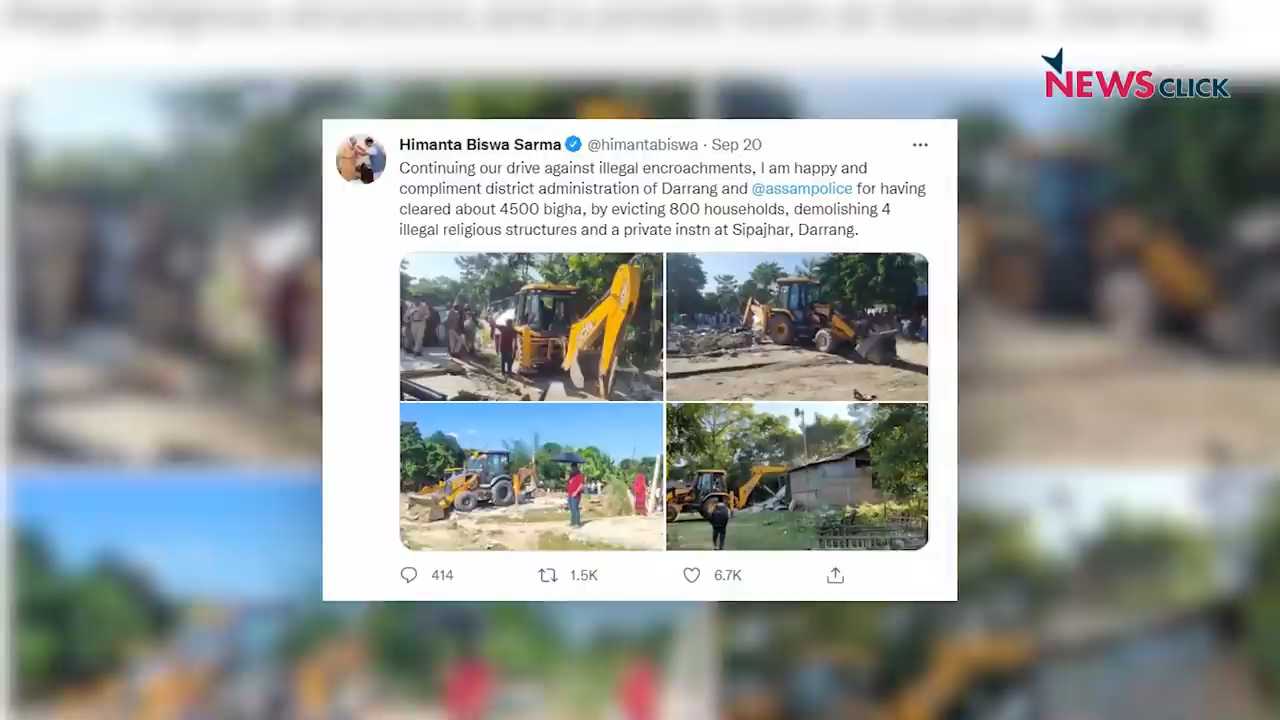 NEWSCLICK
Himanta Biswa Sarma @himantabiswa · Sep 20
Continuing our drive against illegal encroachments, I am happy and
compliment district administration of Darrang and @assampolice for having
cleared about 4500 bigha, by evicting 800 households, demolishing 4
illegal religious structures and a private instn at Sipajhar, Darrang.
414 1.5K 6.7K